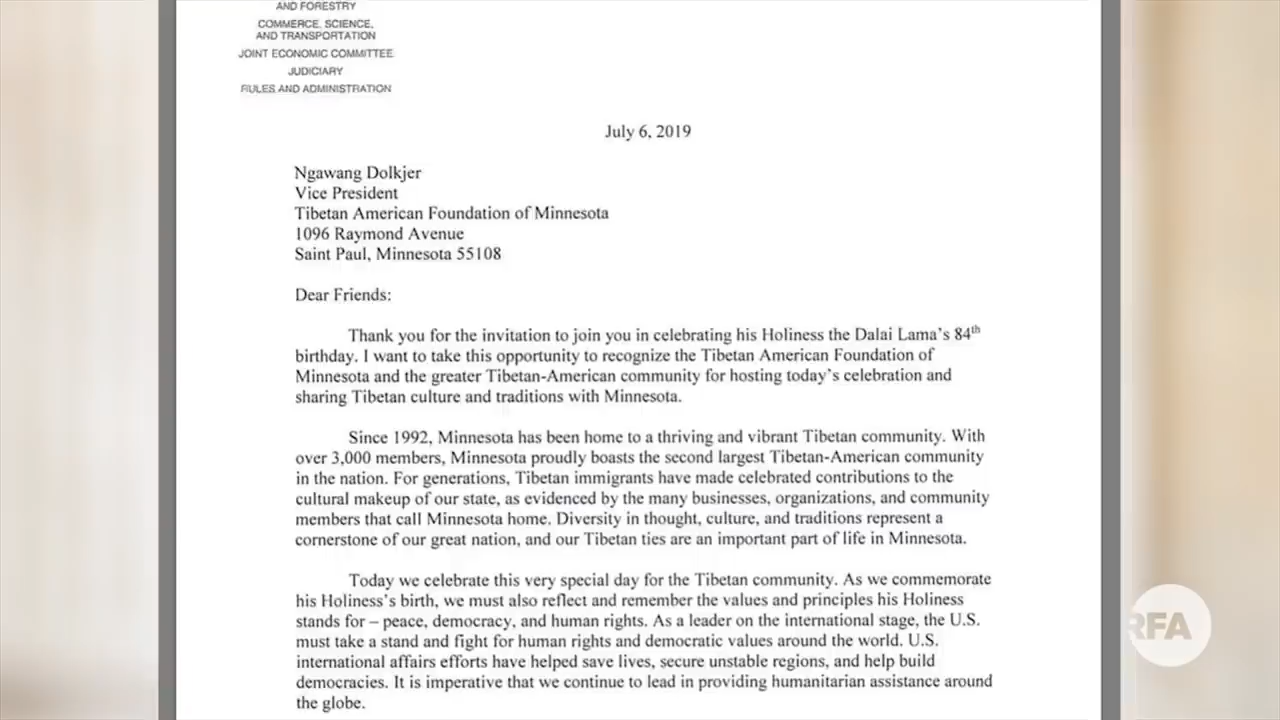 AND FORESTRY
COMMERCE, SCIENCE,
AND TRANSPORTATION
JOINT ECONOMIC COMMITTEE
JUDICIARY
RULES AND ADMINISTRATION
July 6, 2019
Ngawang Dolkjer
Vice President
Tibetan American Foundation of Minnesota
1096 Raymond Avenue
Saint Paul, Minnesota 55108
Dear Friends:
Thank you for the invitation to join you in celebrating his Holiness the Dalai Lama's 84th
birthday. I want to take this opportunity to recognize the Tibetan American Foundation of
Minnesota and the greater Tibetan-American community for hosting today's celebration and
sharing Tibetan culture and traditions with Minnesota.
Since 1992, Minnesota has been home to a thriving and vibrant Tibetan community. With
over 3,000 members, Minnesota proudly boasts the second largest Tibetan-American community
in the nation. For generations, Tibetan immigrants have made celebrated contributions to the
cultural makeup of our state, as evidenced by the many businesses, organizations, and community
members that call Minnesota home. Diversity in thought, culture, and traditions represent a
cornerstone of our great nation, and our Tibetan ties are an important part of life in Minnesota.
Today we celebrate this very special day for the Tibetan community. As we commemorate
his Holiness's birth, we must also reflect and remember the values and principles his Holiness
stands for – peace, democracy, and human rights. As a leader on the international stage, the U.S.
must take a stand and fight for human rights and democratic values around the world. U.S.
international affairs efforts have helped save lives, secure unstable regions, and help build
democracies. It is imperative that we continue to lead in providing humanitarian assistance around
the globe.
RFA